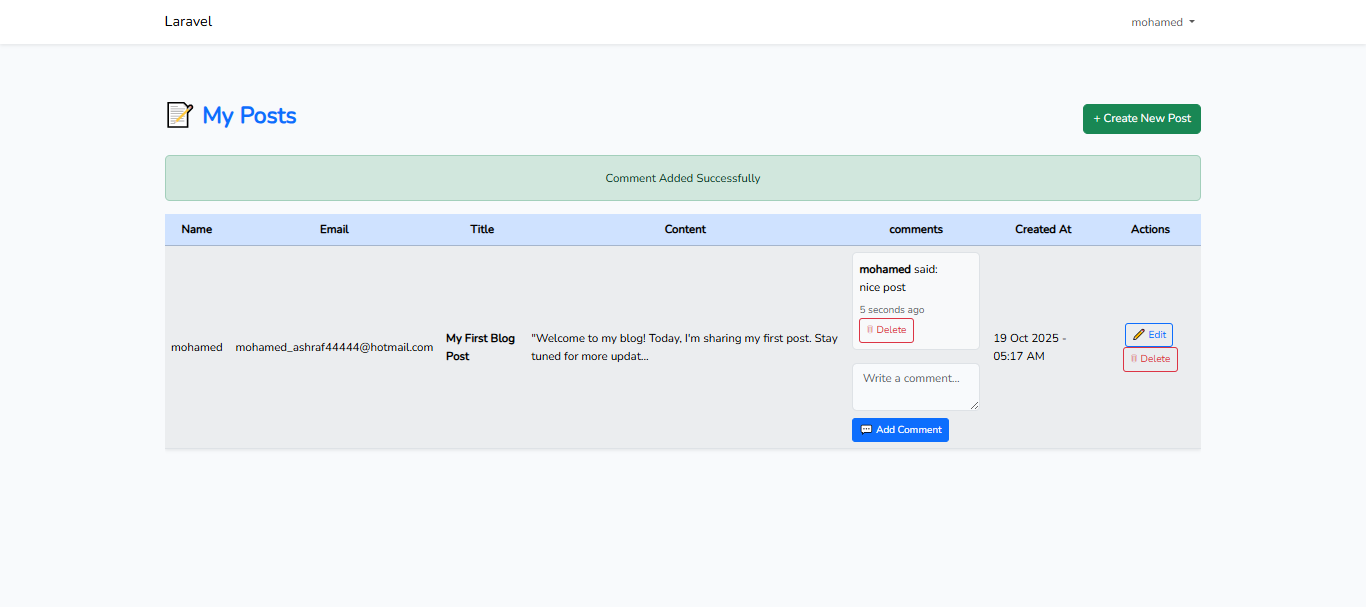 Laravel
mohamed
My Posts
+ Create New Post
Comment Added Successfully
Name Email Title Content comments Created At Actions
mohamed
mohamed_ashraf44444@hotmail.com
My First Blog
Post
"Welcome to my blog! Today, I'm sharing my first post. Stay
tuned for more updat...
mohamed said:
nice post
5 seconds ago
Delete
Write a comment...
Add Comment
19 Oct 2025 -
05:17 AM
Edit
Delete